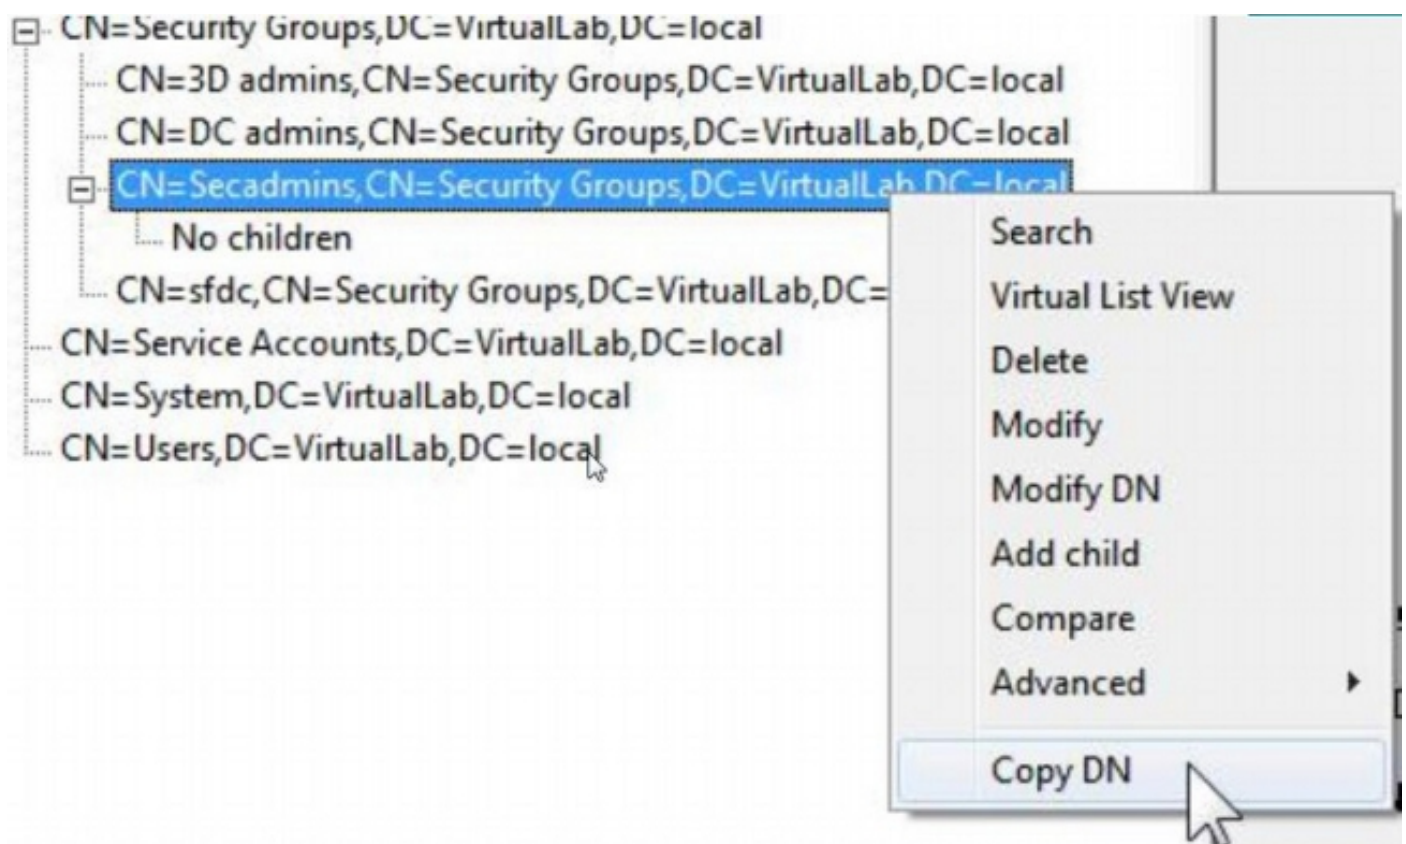 CN=Security Groups,DC=VirtualLab,DC=local
CN=3D admins,CN=Security Groups,DC=VirtualLab,DC=local
CN=DC admins,CN=Security Groups,DC=VirtualLab,DC=local
CN=Secadmins,CN=Security Groups,DC=VirtualLab,DC=local
No children
CN=sfdc,CN=Security Groups,DC=VirtualLab,DC=
CN=Service Accounts,DC=VirtualLab,DC=local
CN=System,DC=VirtualLab,DC=local
CN=Users,DC=VirtualLab,DC=local
Search
Virtual List View
Delete
Modify
Modify DN
Add child
Compare
Advanced
Copy DN